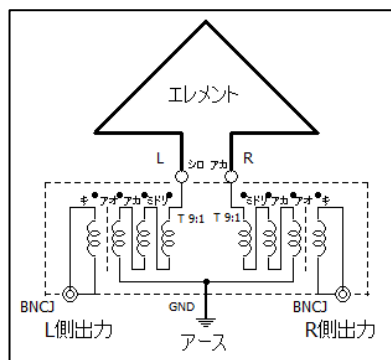 エレメント
L シロ アカ R
キ アオ アカ ミドリ ミドリ アカ アオ キ
T 9:1 T 9:1
BNCJ GND BNCJ
L側出力 アース R側出力